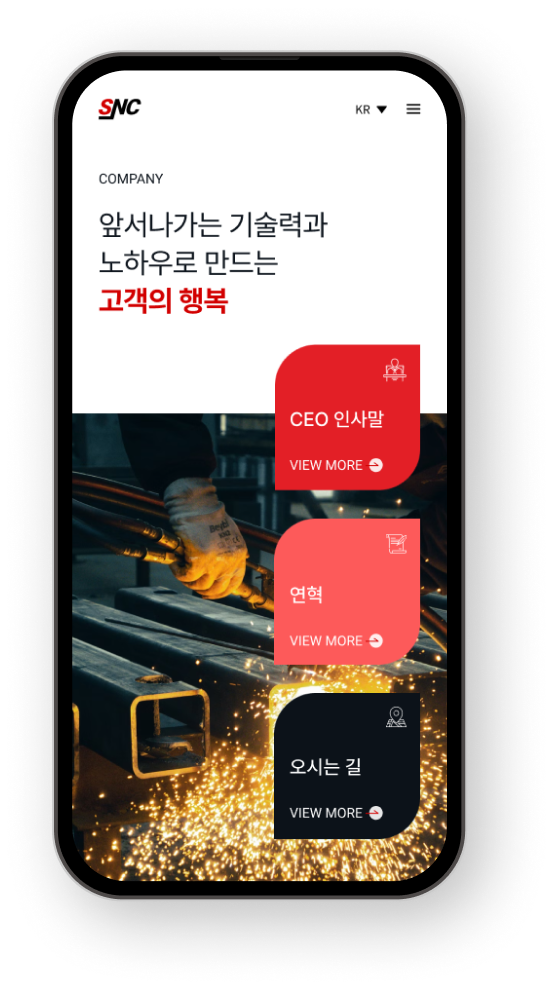 SNC
KR
COMPANY
앞서나가는 기술력과
노하우로 만드는
고객의 행복
CEO 인사말
VIEW MORE
연혁
VIEW MORE
오시는 길
VIEW MORE